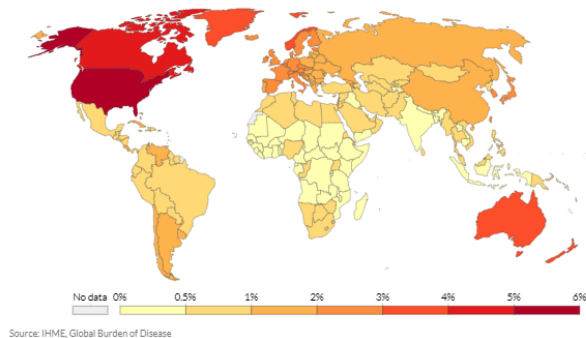 No data 0% 0.5% 1% 2% 3% 4% 5% 6%
Source: IHME, Global Burden of Disease